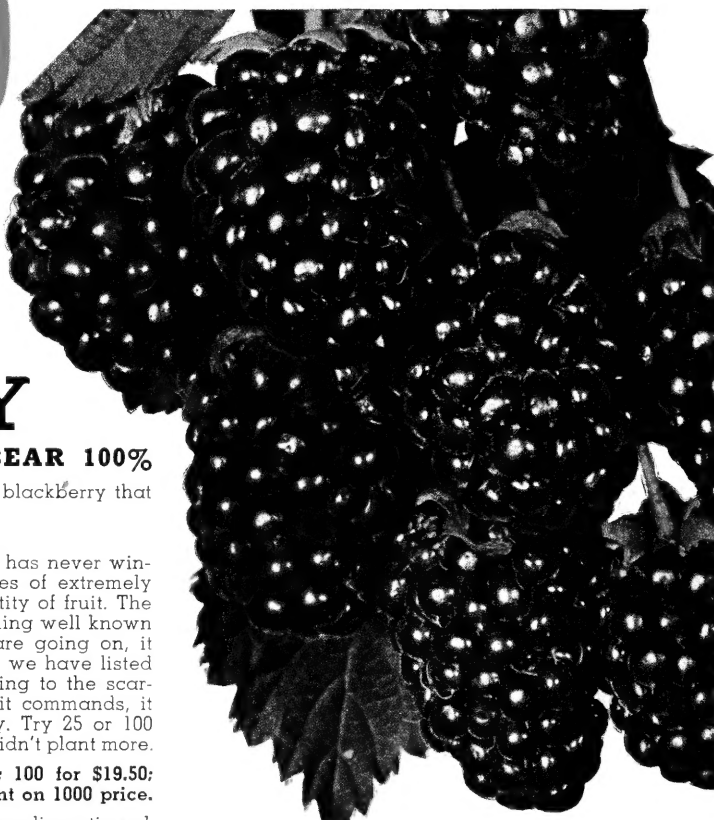 Y
BEAR 100%
blackberry that
has never win-
es of extremely
tity of fruit. The
ing well known
are going on, it
we have listed
ing to the scar-
it commands, it
y. Try 25 or 100
idn't plant more.
100 for $19.50;
nt on 1000 price.